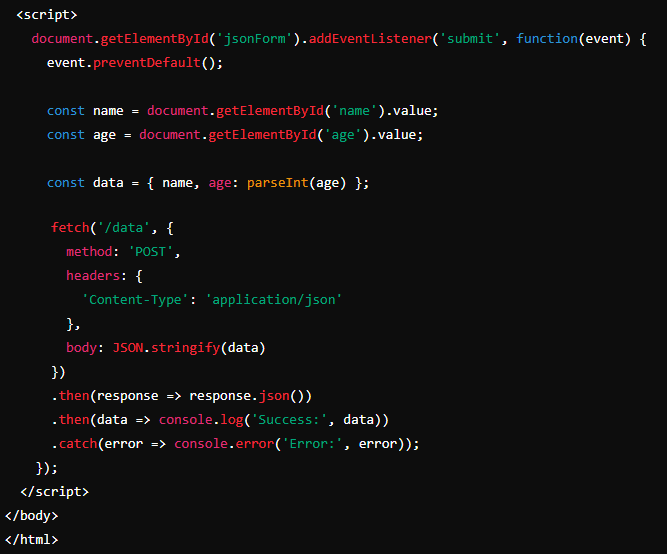 <script>
document.getElementById('jsonForm').addEventListener('submit', function(event) {
event.preventDefault();
const name = document.getElementById('name').value;
const age = document.getElementById('age').value;
const data = { name, age: parseInt(age) };
fetch('/data', {
method: 'POST',
headers: {
'Content-Type': 'application/json'
},
body: JSON.stringify(data)
})
.then(response => response.json())
.then(data => console.log('Success:', data))
.catch(error => console.error('Error:', error));
});
</script>
</body>
</html>